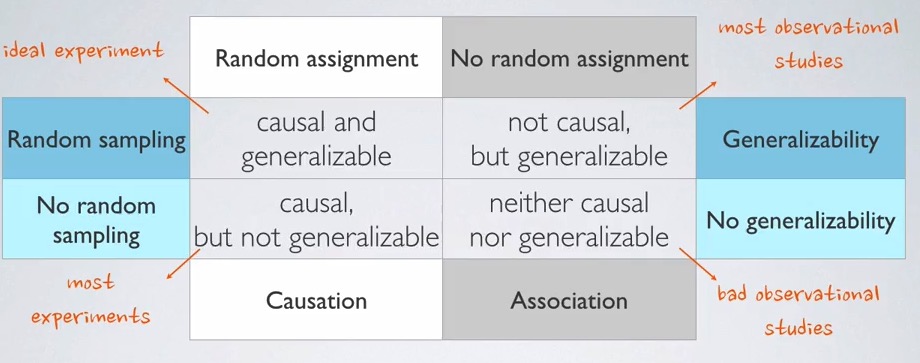 ideal experiment
most observational
studies
Random assignment
No random assignment
Random sampling
causal and
generalizable
not causal,
but generalizable
Generalizability
No random
sampling
causal,
but not generalizable
neither causal
nor generalizable
No generalizability
most
experiments
Causation
Association
bad observational
studies